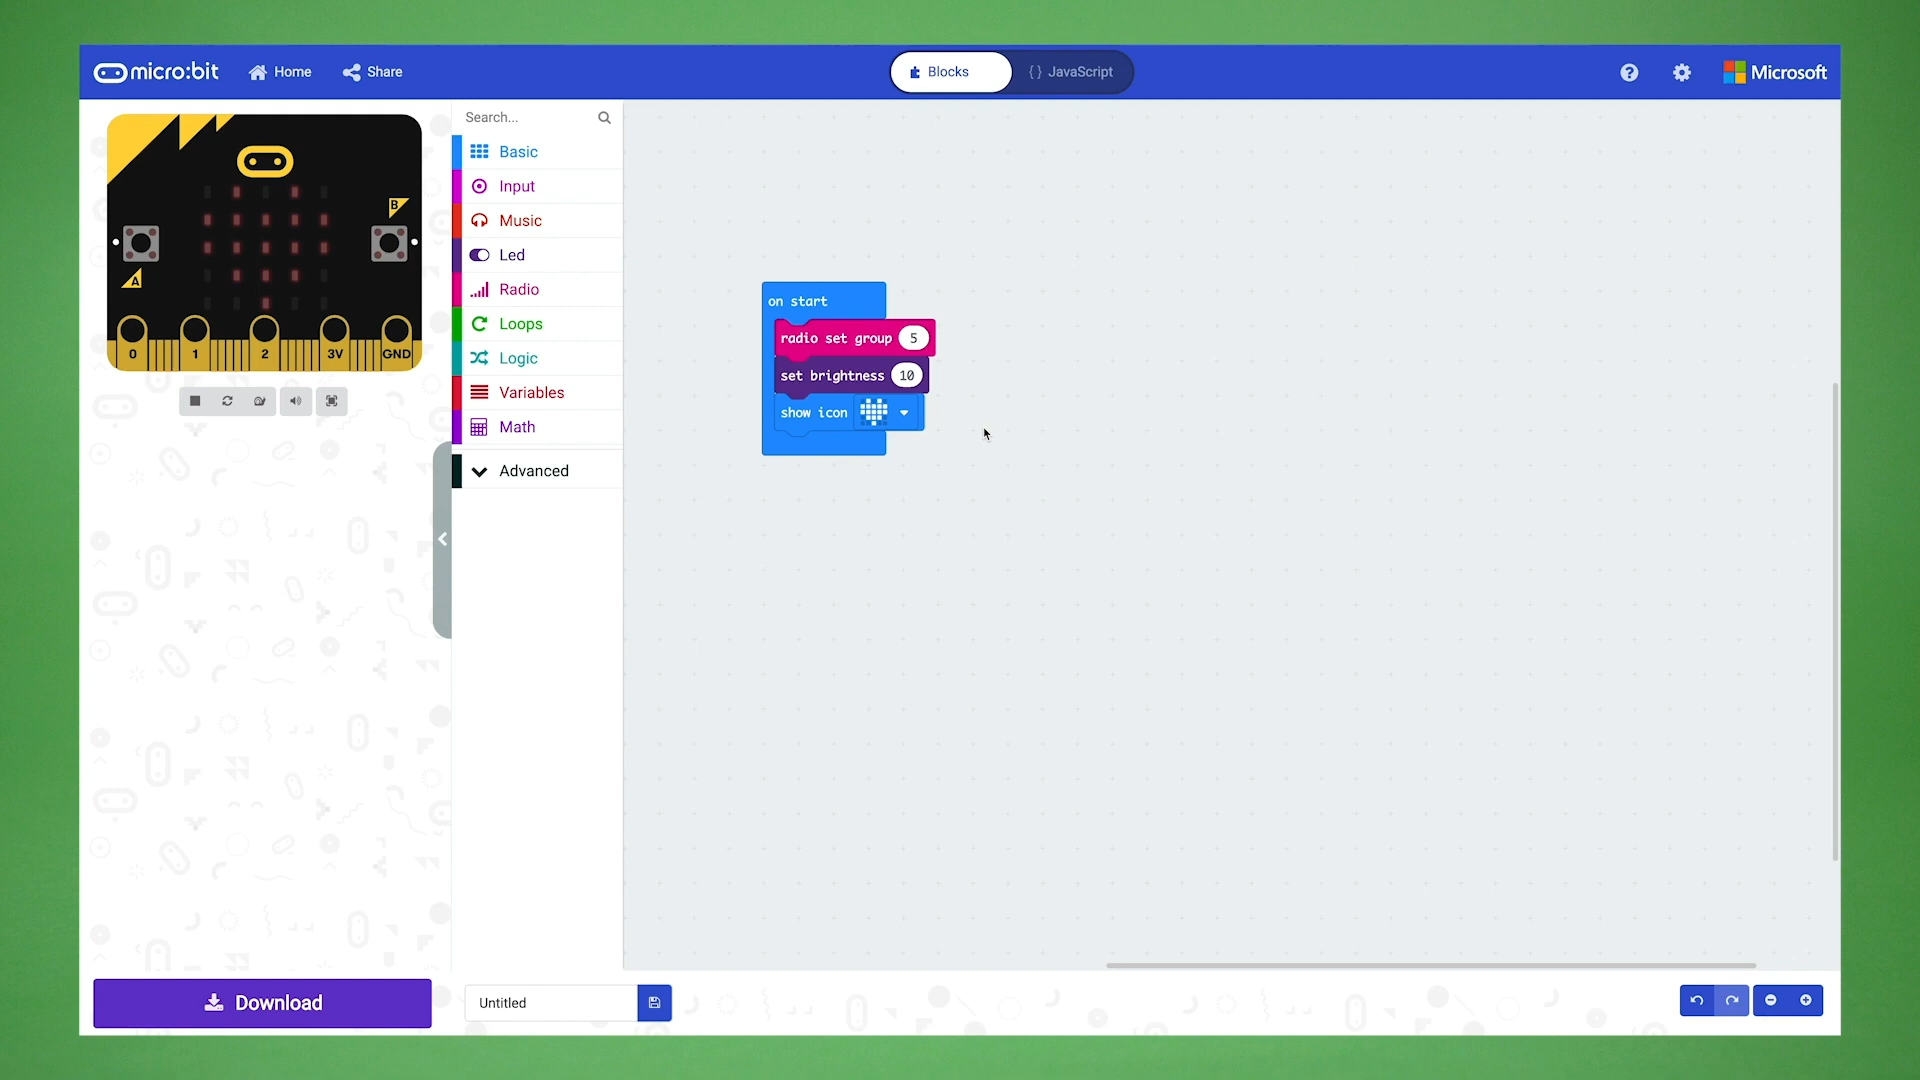 micro:bit
Home
Share
Blocks
{ } JavaScript
?
Microsoft
B
A
0
1
2
3V
GND
Search...
Basic
Input
Music
Led
Radio
Loops
Logic
Variables
Math
Advanced
on start
radio set group 5
set brightness 10
show icon
Download
Untitled